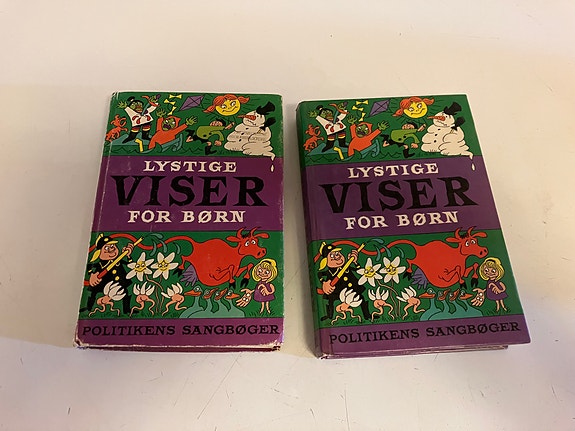 LYSTIGE
VISER
FOR BØRN
POLITIKENS SANGBØGER
LYSTIGE
VISER
FOR BØRN
POLITIKENS SANGBØGER